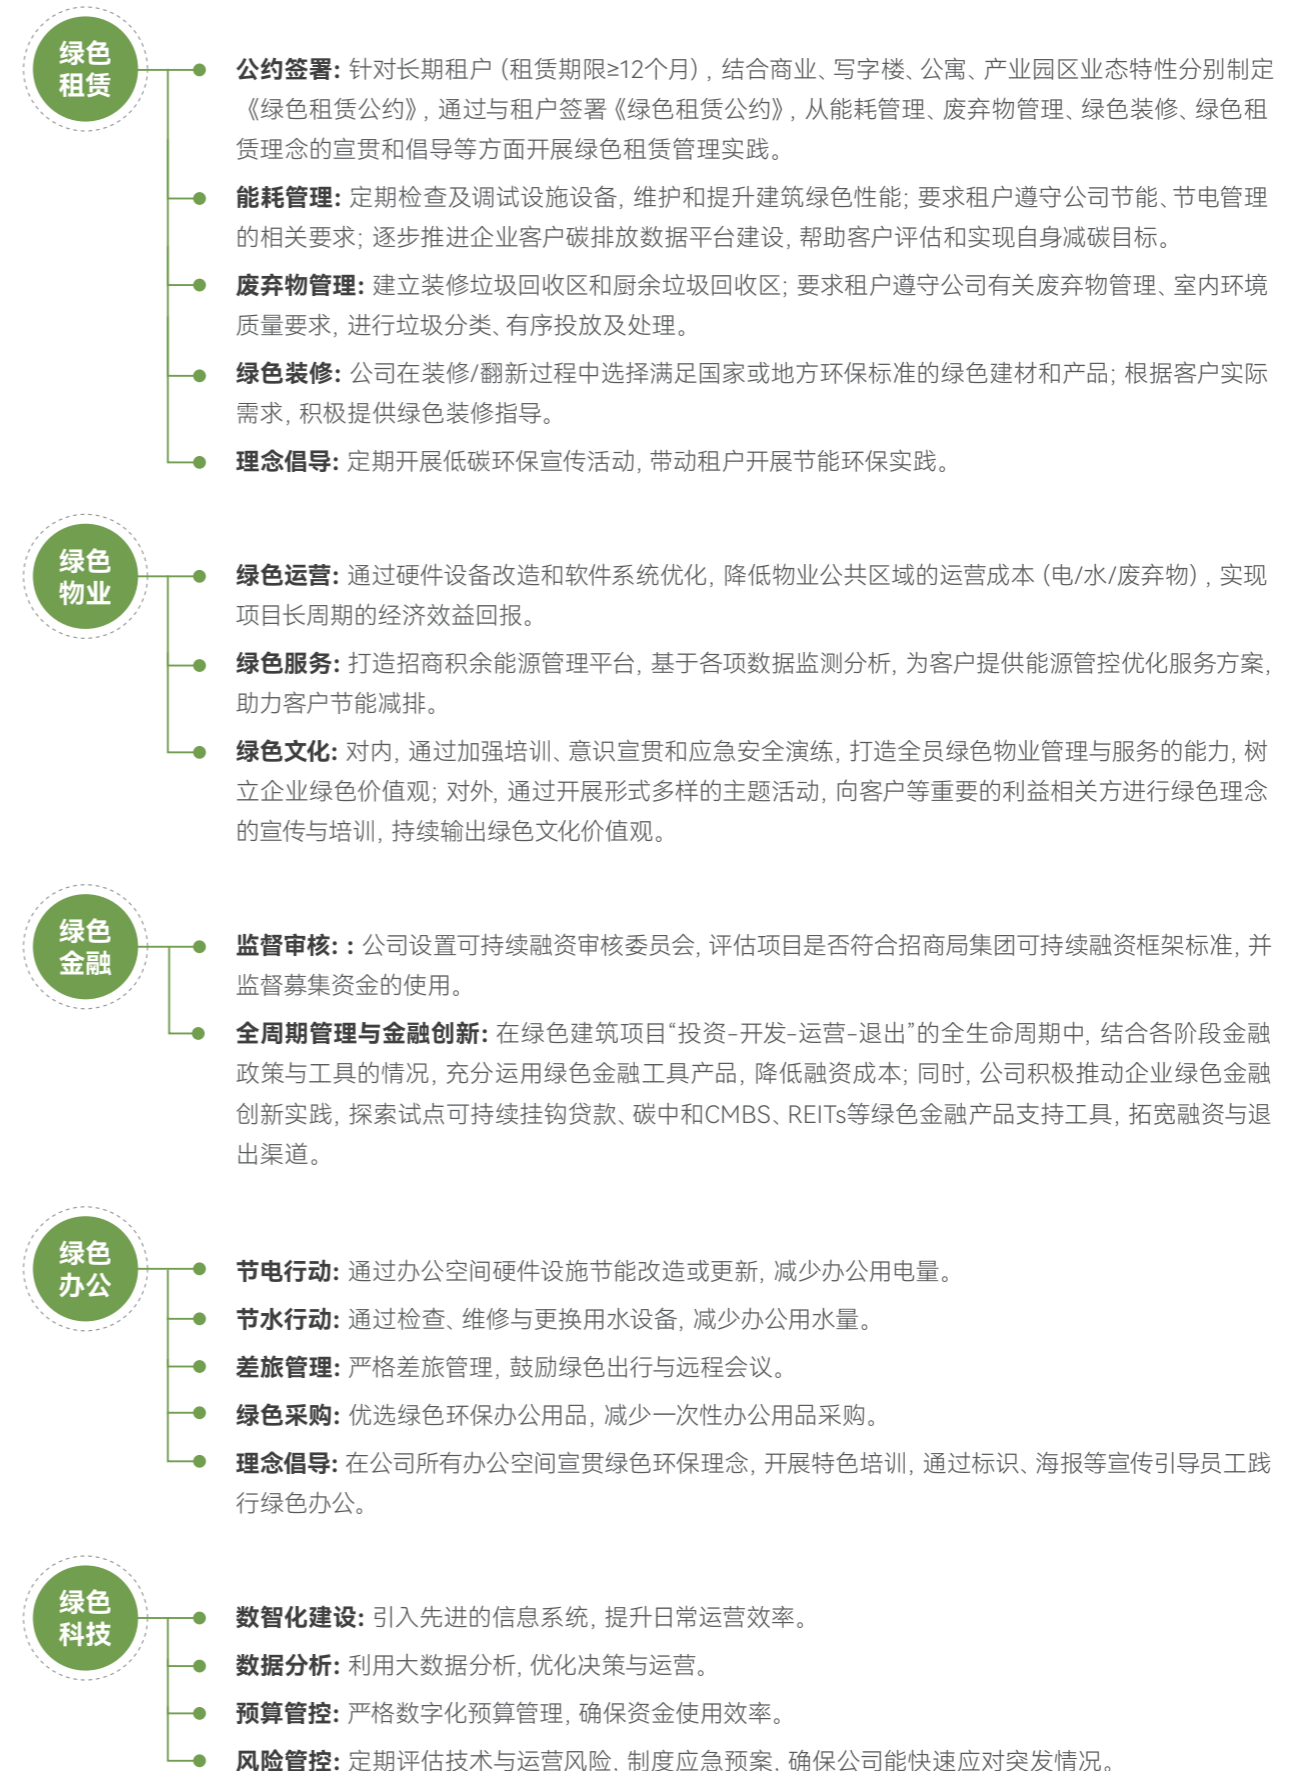 绿色
租赁
公约签署: 针对长期租户 (租赁期限≥12个月) , 结合商业、写字楼、公寓、产业园区业态特性分别制定
《绿色租赁公约》, 通过与租户签署《绿色租赁公约》, 从能耗管理、废弃物管理、绿色装修、绿色租
赁理念的宣贯和倡导等方面开展绿色租赁管理实践。
能耗管理: 定期检查及调试设施设备, 维护和提升建筑绿色性能; 要求租户遵守公司节能、节电管理
的相关要求; 逐步推进企业客户碳排放数据平台建设, 帮助客户评估和实现自身减碳目标。
废弃物管理: 建立装修垃圾回收区和厨余垃圾回收区; 要求租户遵守公司有关废弃物管理、室内环境
质量要求, 进行垃圾分类、有序投放及处理。
绿色装修: 公司在装修/翻新过程中选择满足国家或地方环保标准的绿色建材和产品; 根据客户实际
需求, 积极提供绿色装修指导。
理念倡导: 定期开展低碳环保宣传活动, 带动租户开展节能环保实践。
绿色
物业
绿色运营: 通过硬件设备改造和软件系统优化, 降低物业公共区域的运营成本 (电/水/废弃物) , 实现
项目长周期的经济效益回报。
绿色服务: 打造招商积余能源管理平台, 基于各项数据监测分析, 为客户提供能源管控优化服务方案,
助力客户节能减排。
绿色文化: 对内, 通过加强培训、意识宣贯和应急安全演练, 打造全员绿色物业管理与服务的能力, 树
立企业绿色价值观; 对外, 通过开展形式多样的主题活动, 向客户等重要的利益相关方进行绿色理念
的宣传与培训, 持续输出绿色文化价值观。
绿色
金融
监督审核: : 公司设置可持续融资审核委员会, 评估项目是否符合招商局集团可持续融资框架标准, 并
监督募集资金的使用。
全周期管理与金融创新: 在绿色建筑项目“投资-开发-运营-退出”的全生命周期中, 结合各阶段金融
政策与工具的情况, 充分运用绿色金融工具产品, 降低融资成本; 同时, 公司积极推动企业绿色金融
创新实践, 探索试点可持续挂钩贷款、碳中和CMBS、REITs等绿色金融产品支持工具, 拓宽融资与退
出渠道。
绿色
办公
节电行动: 通过办公空间硬件设施节能改造或更新, 减少办公用电量。
节水行动: 通过检查、维修与更换用水设备, 减少办公用水量。
差旅管理: 严格差旅管理, 鼓励绿色出行与远程会议。
绿色采购: 优选绿色环保办公用品, 减少一次性办公用品采购。
理念倡导: 在公司所有办公空间宣贯绿色环保理念, 开展特色培训, 通过标识、海报等宣传引导员工践
行绿色办公。
绿色
科技
数智化建设: 引入先进的信息系统, 提升日常运营效率。
数据分析: 利用大数据分析, 优化决策与运营。
预算管控: 严格数字化预算管理, 确保资金使用效率。
风险管控: 定期评估技术与运营风险, 制度应急预案, 确保公司能快速应对突发情况。